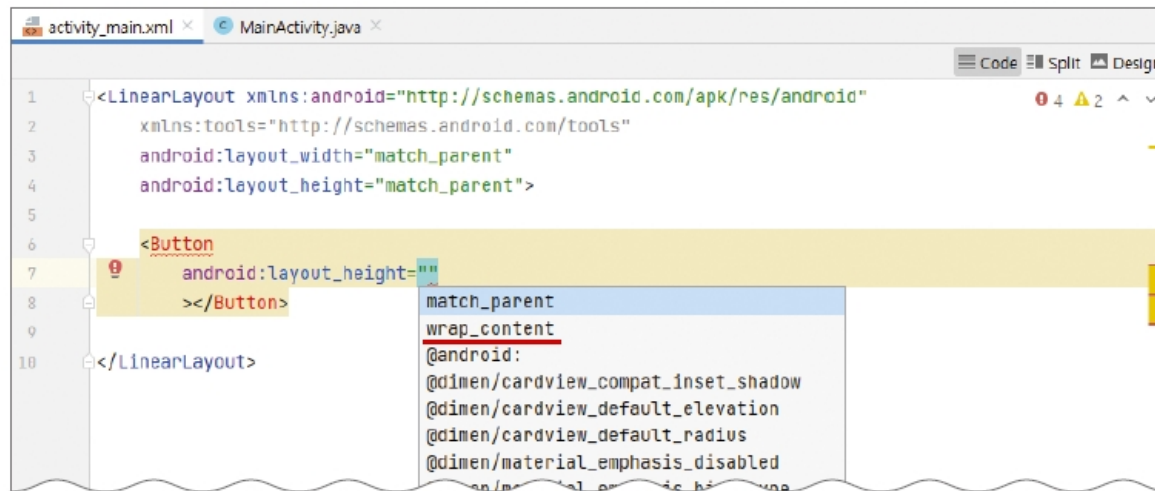 activity_main.xml × MainActivity.java ×
Code Split Design
1 <LinearLayout xmlns:android="http://schemas.android.com/apk/res/android" 4 2
2 xmlns:tools="http://schemas.android.com/tools"
3 android:layout_width="match_parent"
4 android:layout_height="match_parent">
5
6 <Button
7 android:layout_height=""
8 ></Button>
match_parent
9
wrap_content
10 </LinearLayout>
@android:
@dimen/cardview_compat_inset_shadow
@dimen/cardview_default_elevation
@dimen/cardview_default_radius
@dimen/material_emphasis_disabled